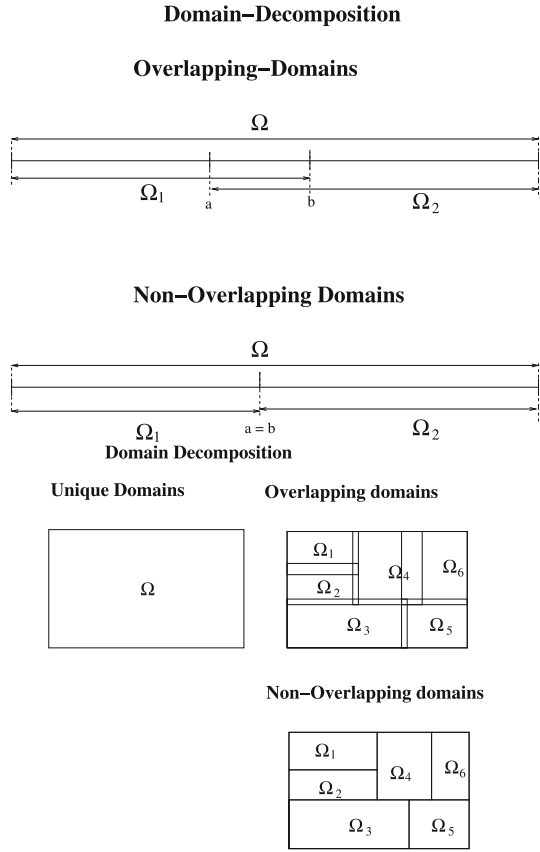 Domain–Decomposition
Overlapping–Domains
Ω
Ω1
a
b
Ω2
Non–Overlapping Domains
Ω
Ω1
a = b
Ω2
Domain Decomposition
Unique Domains
Overlapping domains
Ω
Ω1
Ω2
Ω4
Ω6
Ω3
Ω5
Non–Overlapping domains
Ω1
Ω2
Ω4
Ω6
Ω3
Ω5